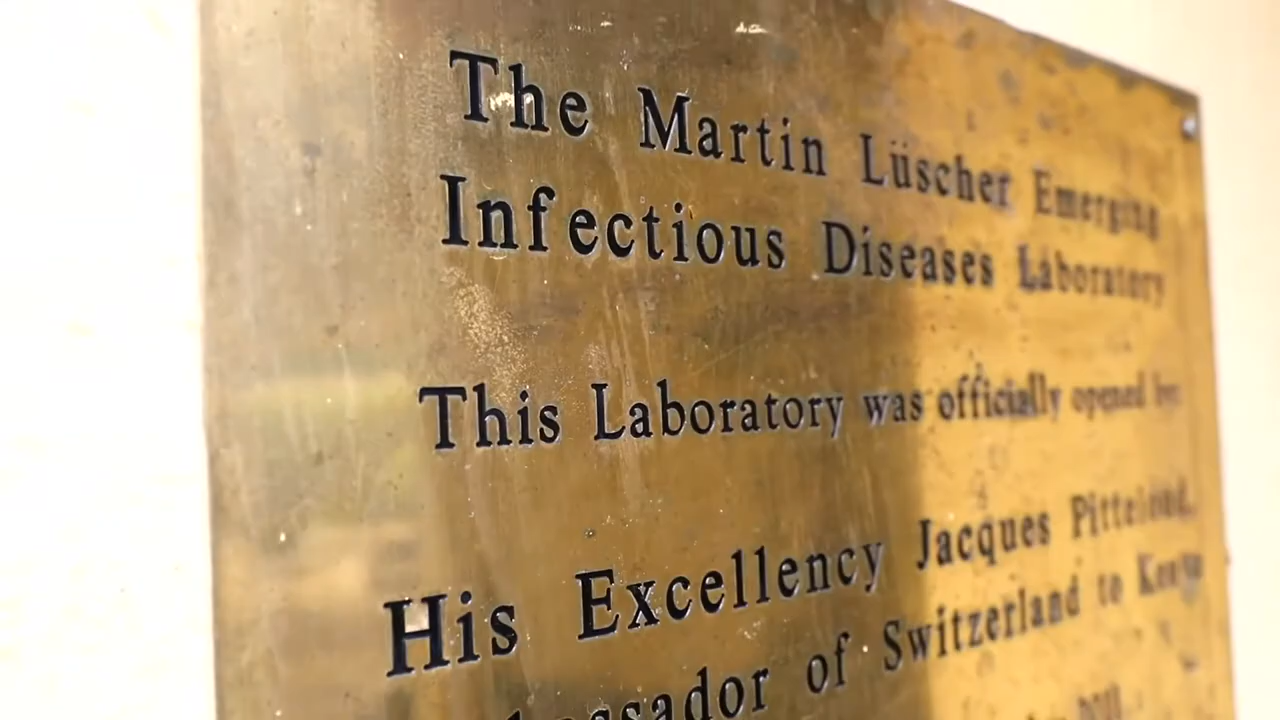 The Martin Lüscher Emerging
Infectious Diseases Laboratory
This Laboratory was officially opened by:
His Excellency Jacques Pitteloud,
of Switzerland to Kenya